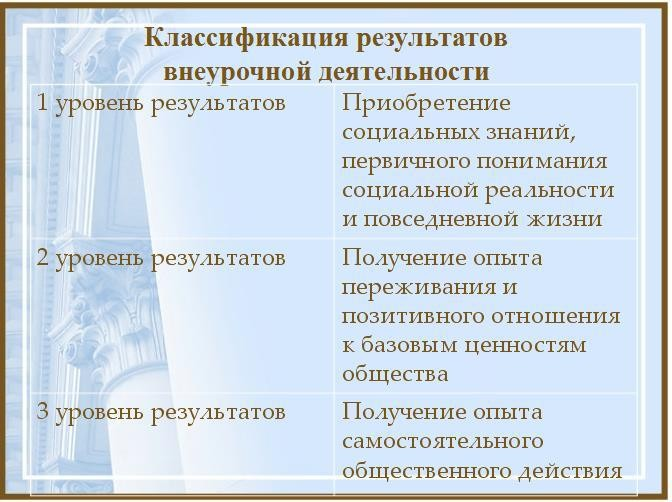 Классификация результатов
внеурочной деятельности
1 уровень результатов
Приобретение
социальных знаний,
первичного понимания
социальной реальности
и повседневной жизни
2 уровень результатов
Получение опыта
переживания и
позитивного отношения
к базовым ценностям
общества
3 уровень результатов
Получение опыта
самостоятельного
общественного действия